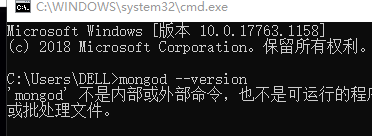 C:\WINDOWS\system32\cmd.exe
Microsoft Windows [版本 10.0.17763.1158]
(c) 2018 Microsoft Corporation。保留所有权利。
C:\Users\DELL>mongod --version
'mongod' 不是内部或外部命令，也不是可运行的程序
或批处理文件。